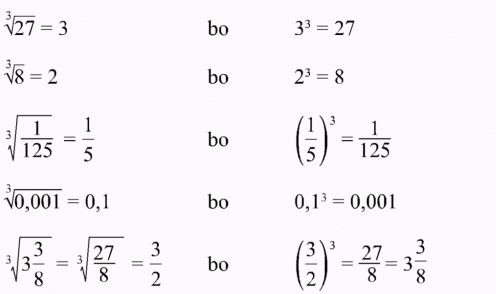 ∛27 = 3 bo 3³ = 27
∛8 = 2 bo 2³ = 8
∛(1/125) = 1/5 bo (1/5)³ = 1/125
∛0,001 = 0,1 bo 0,1³ = 0,001
∛(3 3/8) = ∛(27/8) = 3/2 bo (3/2)³ = 27/8 = 3 3/8